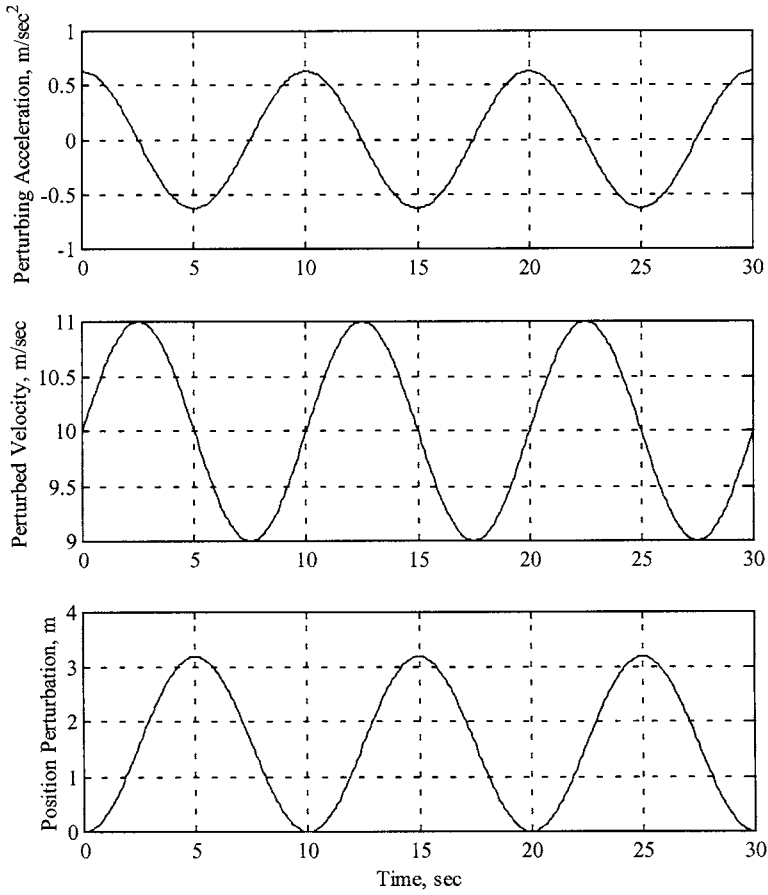 Perturbing Acceleration, m/sec²
1
0.5
0
-0.5
-1
0 5 10 15 20 25 30
Perturbed Velocity, m/sec
11
10.5
10
9.5
9
0 5 10 15 20 25 30
Position Perturbation, m
4
3
2
1
0
0 5 10 15 20 25 30
Time, sec